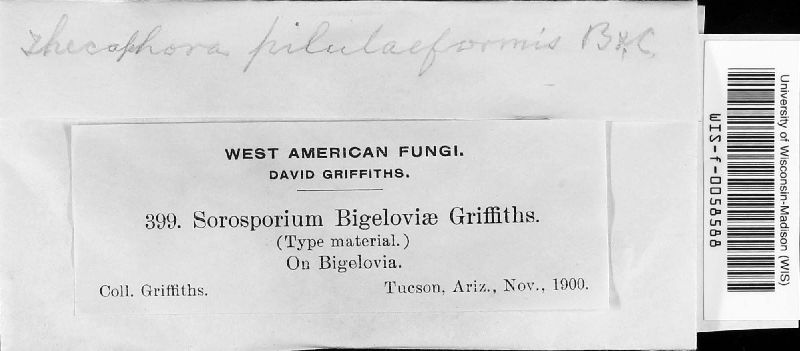 Thecaphora pilulaeformis B & C
WEST AMERICAN FUNGI.
DAVID GRIFFITHS.
399. Sorosporium Bigeloviæ Griffiths.
(Type material.)
On Bigelovia.
Coll. Griffiths. Tucson, Ariz., Nov., 1900.
University of Wisconsin-Madison (WIS)
WIS-f-0058588